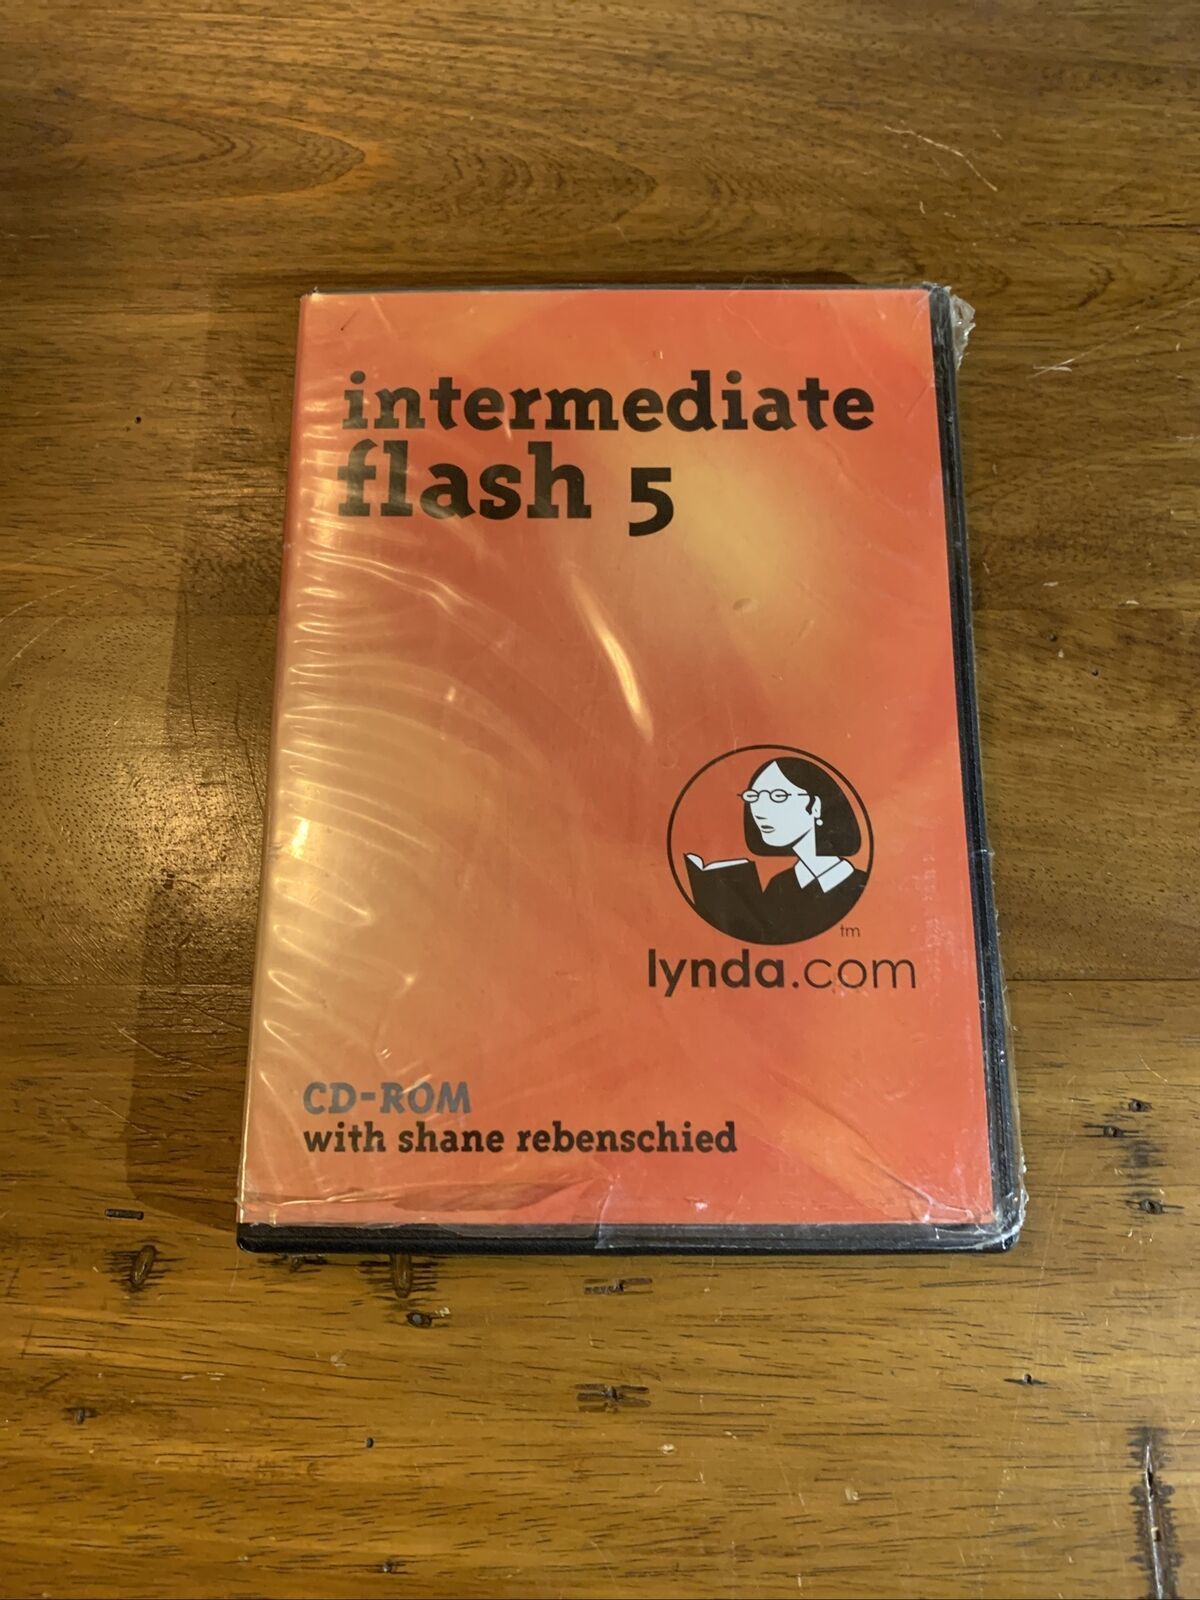 intermediate
flash 5
tm
lynda.com
CD-ROM
with shane rebenschied